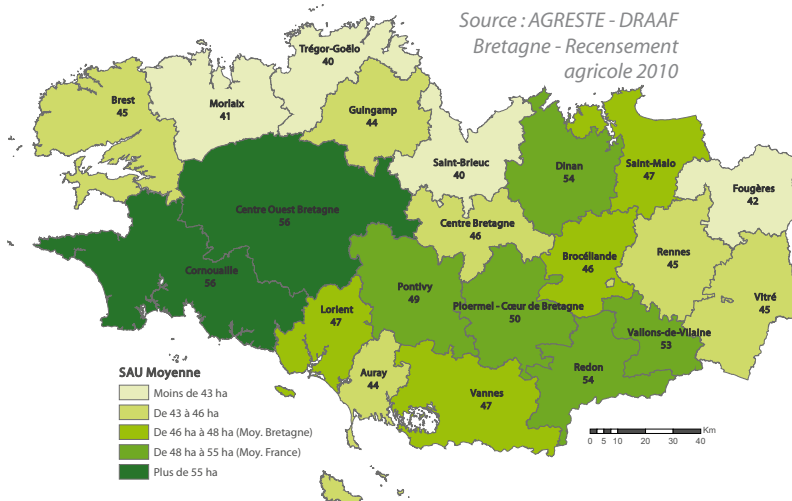 Source : AGRESTE - DRAAF
Bretagne - Recensement
agricole 2010
Trégor-Goëlo
40
Brest
45
Morlaix
41
Guingamp
44
Saint-Brieuc
40
Dinan
54
Saint-Malo
47
Fougères
42
Centre Ouest Bretagne
56
Centre Bretagne
46
Brocéliande
46
Rennes
45
Cornouaille
56
Pontivy
49
Ploermel - Cœur de Bretagne
50
Vitré
45
Lorient
47
Vallons-de-Vilaine
53
Auray
44
Redon
54
Vannes
47
SAU Moyenne
Moins de 43 ha
De 43 à 46 ha
De 46 ha à 48 ha (Moy. Bretagne)
De 48 ha à 55 ha (Moy. France)
Plus de 55 ha
Km
0 5 10 20 30 40